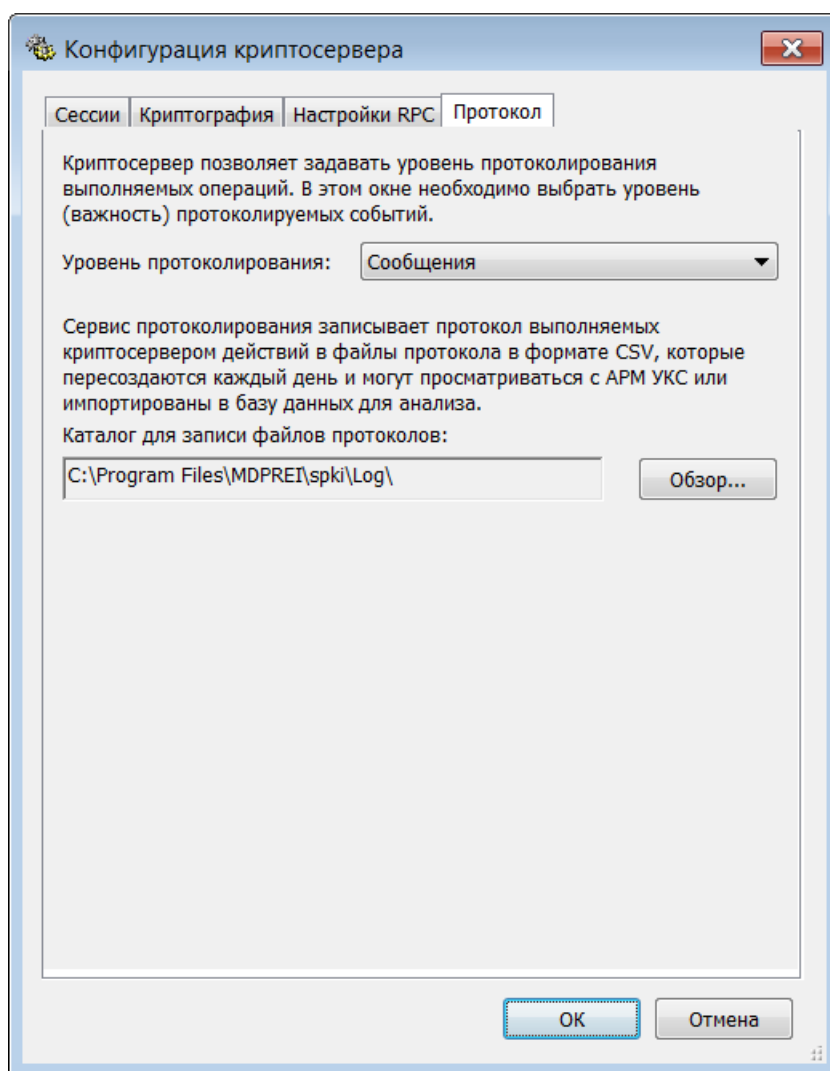 Конфигурация криптосервера
Сессии Криптография Настройки RPC Протокол
Криптосервер позволяет задавать уровень протоколирования
выполняемых операций. В этом окне необходимо выбрать уровень
(важность) протоколируемых событий.
Уровень протоколирования: Сообщения
Сервис протоколирования записывает протокол выполняемых
криптосервером действий в файлы протокола в формате CSV, которые
пересоздаются каждый день и могут просматриваться с АРМ УКС или
импортированы в базу данных для анализа.
Каталог для записи файлов протоколов:
C:\Program Files\MDPREI\spki\Log\ Обзор...
ОК Отмена